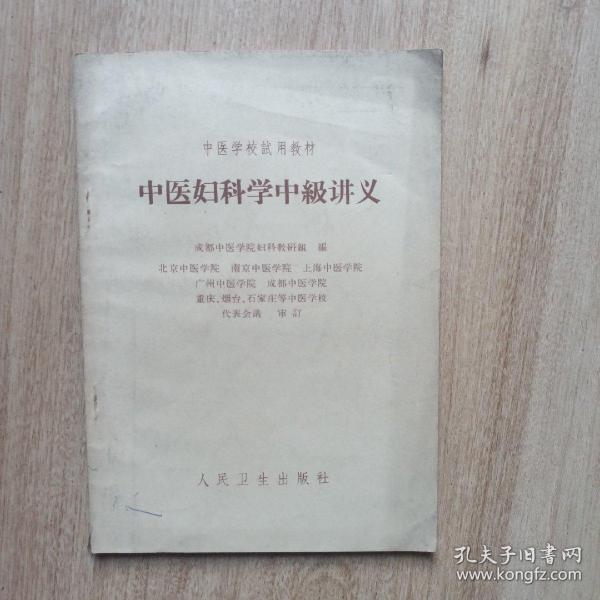 中医学校試用教材
中医妇科学中級讲义
成都中医学院妇科教研組 編
北京中医学院 南京中医学院 上海中医学院
广州中医学院 成都中医学院
重庆、烟台、石家庄等中医学校
代表会議 审訂
人民卫生出版社
孔夫子旧書网
www.kongfz.com